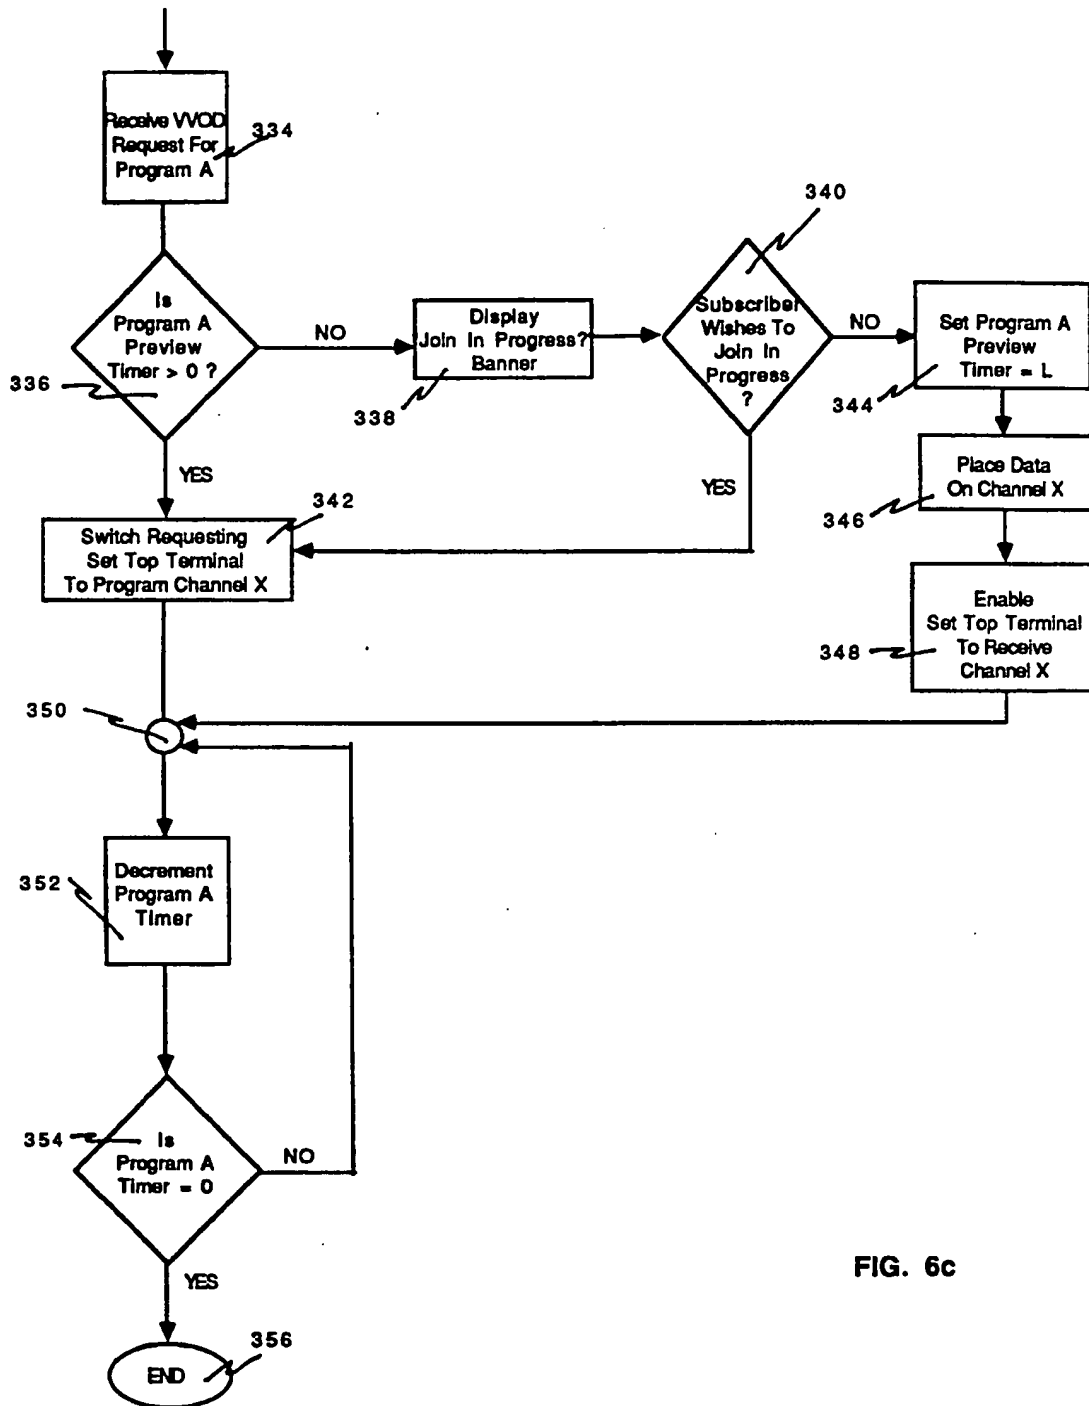 Receive VVOD
Request For
Program A
334
Is
Program A
Preview
Timer > 0 ?
336
NO
YES
Display
Join In Progress?
Banner
338
340
Subscriber
Wishes To
Join In
Progress
?
NO
YES
Set Program A
Preview
Timer = L
344
Place Data
On Channel X
346
Enable
Set Top Terminal
To Receive
Channel X
348
342
Switch Requesting
Set Top Terminal
To Program Channel X
350
Decrement
Program A
Timer
352
354
Is
Program A
Timer = 0
NO
YES
END
356
FIG. 6c